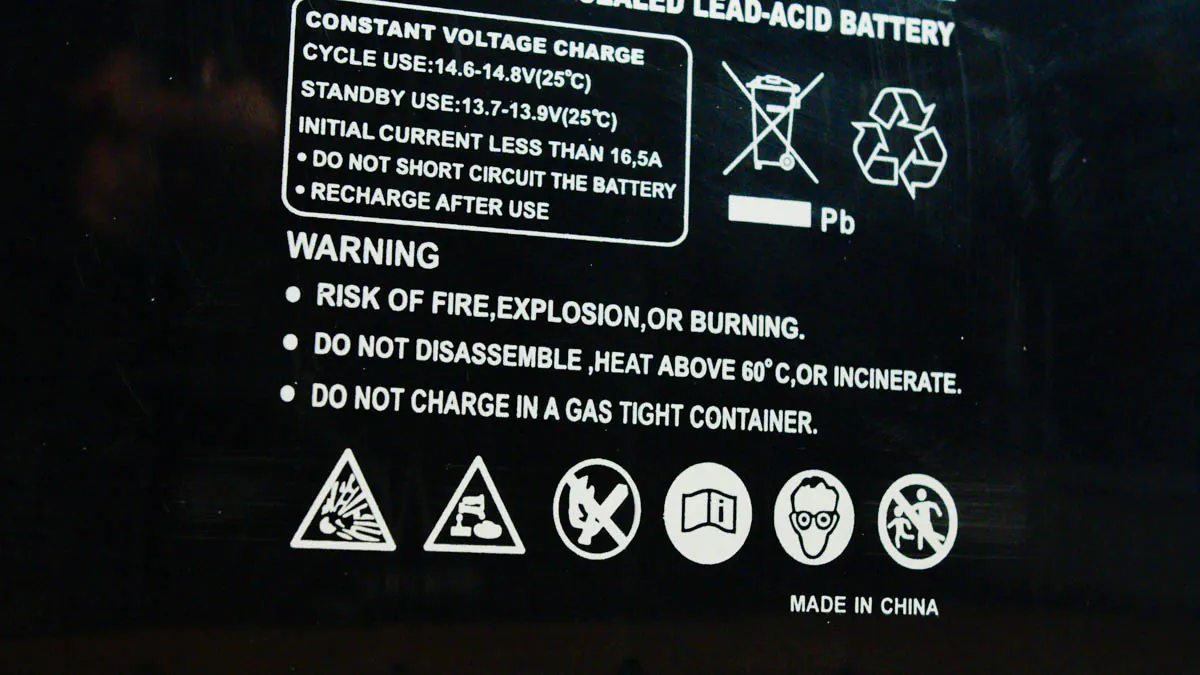 SEALED LEAD-ACID BATTERY
CONSTANT VOLTAGE CHARGE
CYCLE USE:14.6-14.8V(25℃)
STANDBY USE:13.7-13.9V(25℃)
INITIAL CURRENT LESS THAN 16,5A
• DO NOT SHORT CIRCUIT THE BATTERY
• RECHARGE AFTER USE
Pb
WARNING
● RISK OF FIRE,EXPLOSION,OR BURNING.
● DO NOT DISASSEMBLE ,HEAT ABOVE 60°C,OR INCINERATE.
● DO NOT CHARGE IN A GAS TIGHT CONTAINER.
i
MADE IN CHINA